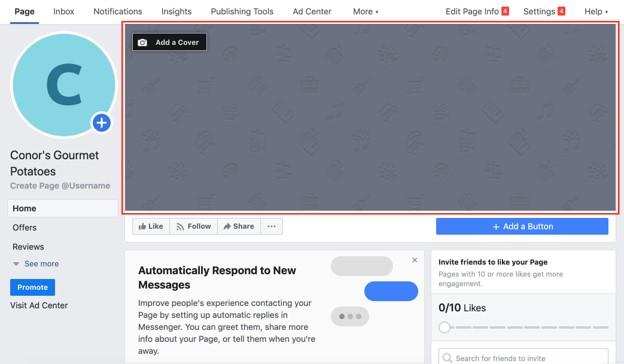 Page Inbox Notifications Insights Publishing Tools Ad Center More Edit Page Info 4 Settings 4 Help
Add a Cover
C
Conor's Gourmet
Potatoes
Create Page @Username
Home
Offers
Reviews
See more
Promote
Visit Ad Center
Like Follow Share ...
+ Add a Button
Automatically Respond to New
Messages
Improve people's experience contacting your
Page by setting up automatic replies in
Messenger. You can greet them, share more
info about your Page, or tell them when you're
away.
Invite friends to like your Page
Pages with 10 or more likes get more
engagement.
0/10 Likes
Search for friends to invite